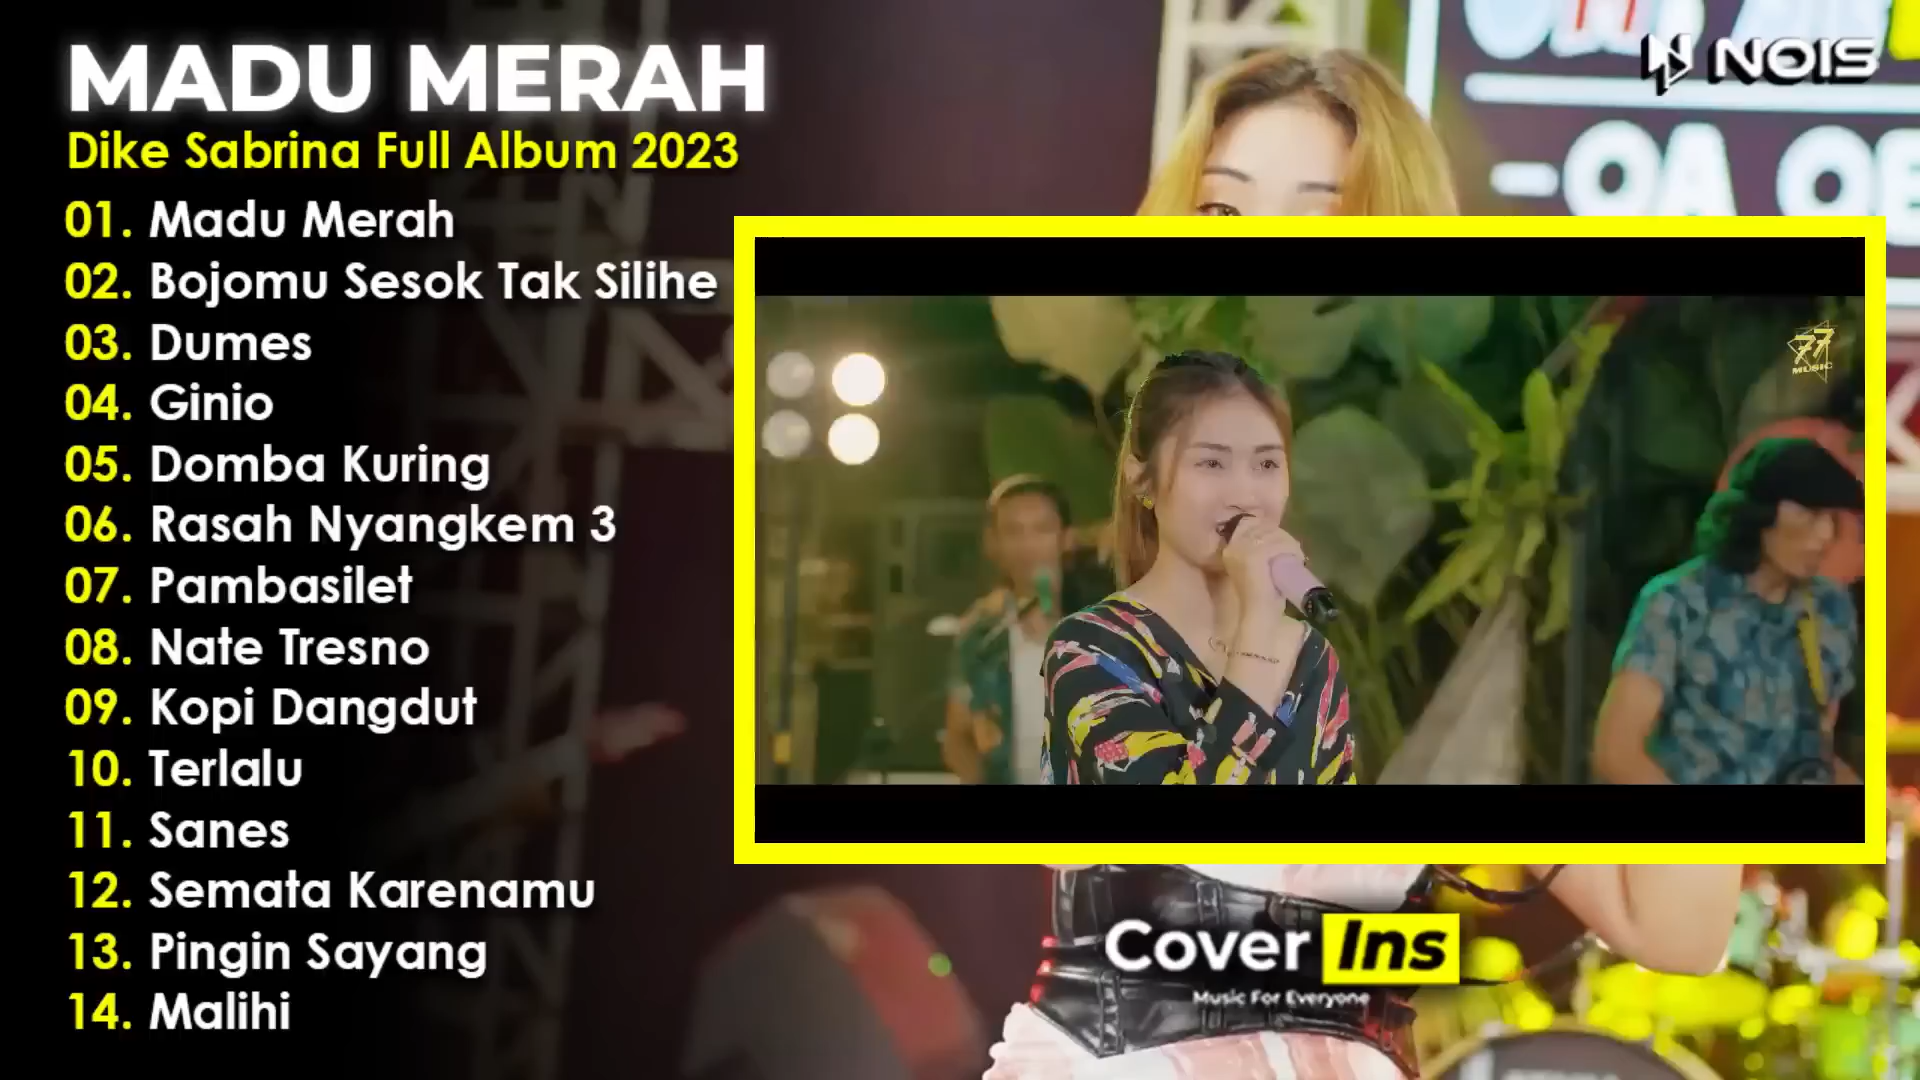 MADU MERAH
Dike Sabrina Full Album 2023
01. Madu Merah
02. Bojomu Sesok Tak Silihe
03. Dumes
04. Ginio
05. Domba Kuring
06. Rasah Nyangkem 3
07. Pambasilet
08. Nate Tresno
09. Kopi Dangdut
10. Terlalu
11. Sanes
12. Semata Karenamu
13. Pingin Sayang
14. Malihi
NOIS
77
MUSIC
Cover Ins
Music For Everyone